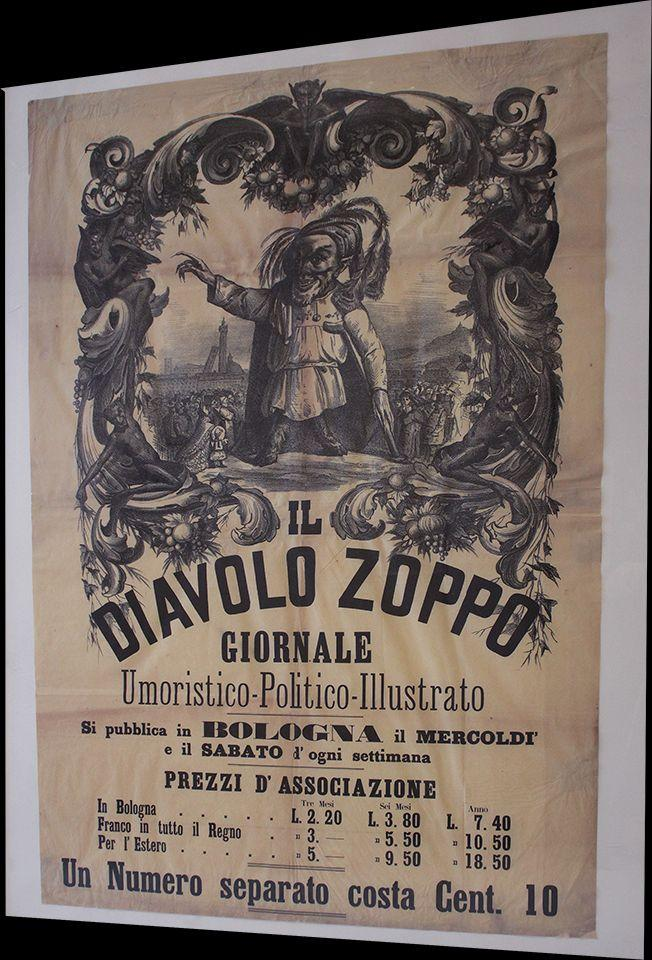 IL
DIAVOLO ZOPPO
GIORNALE
Umoristico-Politico-Illustrato
Si pubblica in BOLOGNA il MERCOLDI'
e il SABATO d' ogni settimana
PREZZI D' ASSOCIAZIONE
Tre Mesi Sei Mesi Anno
In Bologna . . . . . L. 2. 20 L. 3. 80 L. 7. 40
Franco in tutto il Regno . . » 3. — » 5. 50 » 10. 50
Per l' Estero . . . . . » 5. — » 9. 50 » 18. 50
Un Numero separato costa Cent. 10